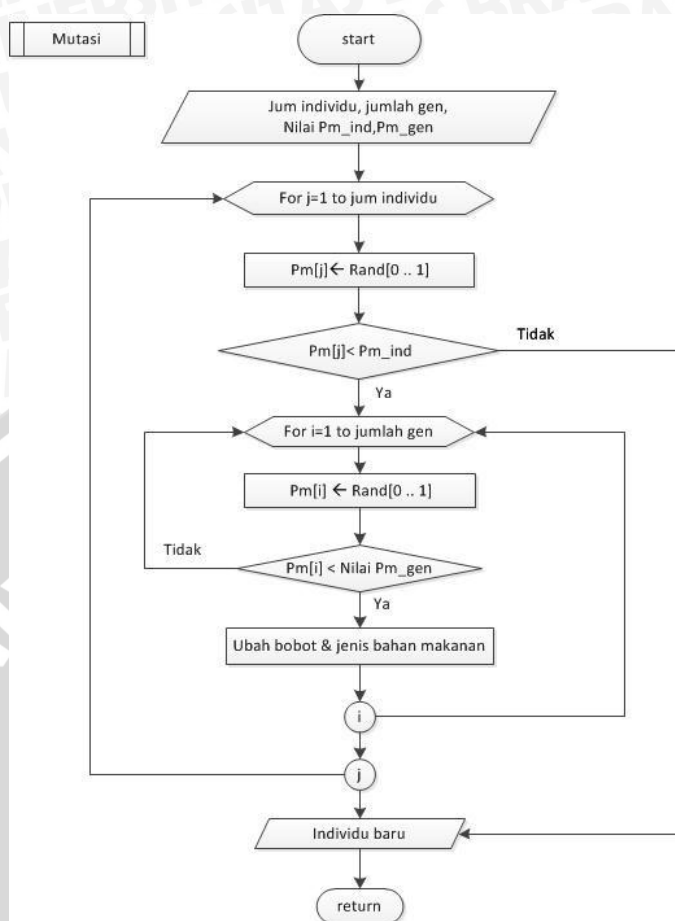 Mutasi
start
Jum individu, jumlah gen,
Nilai Pm_ind,Pm_gen
For j=1 to jum individu
Pm[j]← Rand[0 .. 1]
Tidak
Pm[j]< Pm_ind
Ya
For i=1 to jumlah gen
Pm[i] ← Rand[0 .. 1]
Tidak
Pm[i] < Nilai Pm_gen
Ya
Ubah bobot & jenis bahan makanan
i
j
Individu baru
return